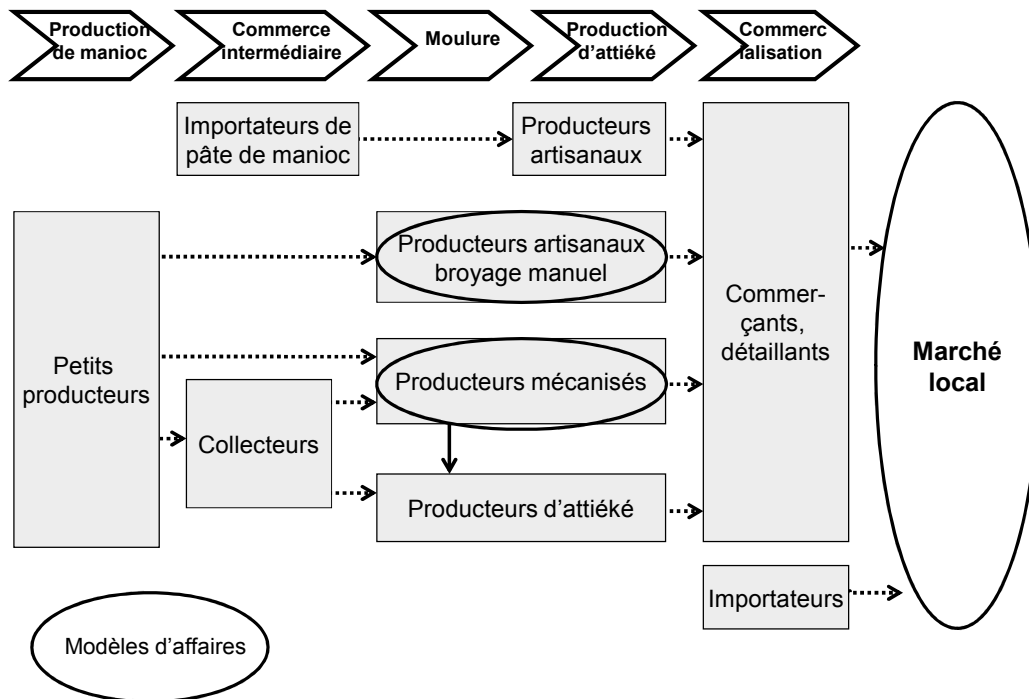 Production
de manioc
Commerce
intermédiaire
Moulure
Production
d'attiéké
Commerc
ialisation
Importateurs de
pâte de manioc
Producteurs
artisanaux
Petits
producteurs
Producteurs artisanaux
broyage manuel
Producteurs mécanisés
Collecteurs
Producteurs d'attiéké
Commer-
çants,
détaillants
Importateurs
Marché
local
Modèles d'affaires